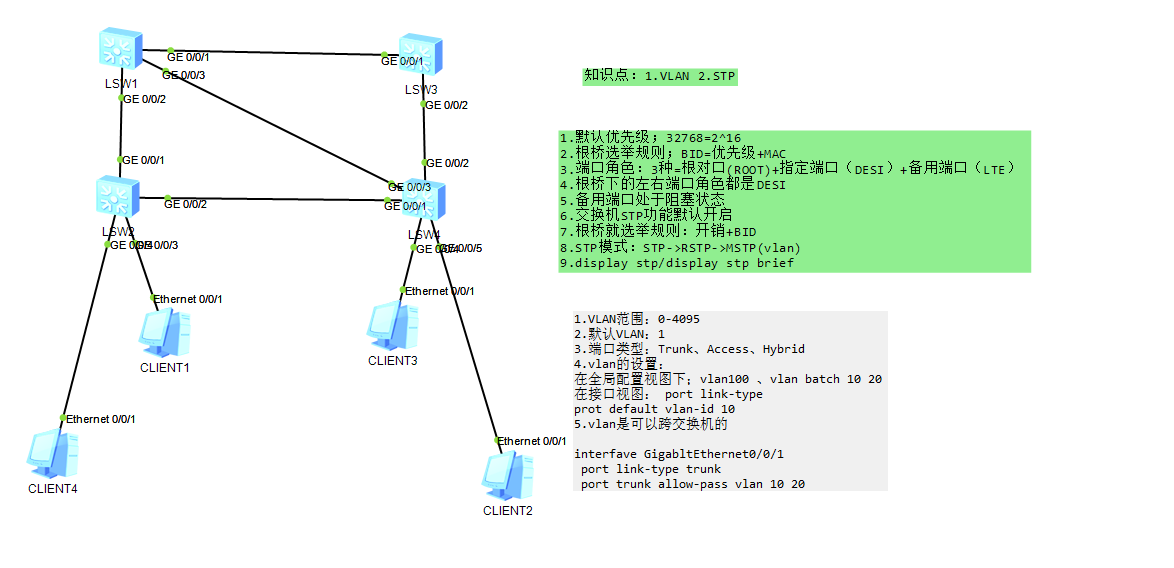 GE 0/0/1
GE 0/0/1
GE 0/0/3
LSW1
LSW3
GE 0/0/2
GE 0/0/2
GE 0/0/1
GE 0/0/2
GE 0/0/3
GE 0/0/2
GE 0/0/1
LSW2
LSW4
GE 0/0/3
GE 0/0/5
Ethernet 0/0/1
Ethernet 0/0/1
CLIENT1
CLIENT3
Ethernet 0/0/1
Ethernet 0/0/1
CLIENT4
CLIENT2
知识点：1.VLAN 2.STP
1.默认优先级；32768=2^16
2.根桥选举规则；BID=优先级+MAC
3.端口角色：3种=根对口(ROOT)+指定端口（DESI）+备用端口（LTE）
4.根桥下的左右端口角色都是DESI
5.备用端口处于阻塞状态
6.交换机STP功能默认开启
7.根桥就选举规则：开销+BID
8.STP模式：STP->RSTP->MSTP(vlan)
9.display stp/display stp brief
1.VLAN范围：0-4095
2.默认VLAN：1
3.端口类型：Trunk、Access、Hybrid
4.vlan的设置；
在全局配置视图下；vlan100 、vlan batch 10 20
在接口视图： port link-type
prot default vlan-id 10
5.vlan是可以跨交换机的
interfave GigabltEthernet0/0/1
port link-type trunk
port trunk allow-pass vlan 10 20